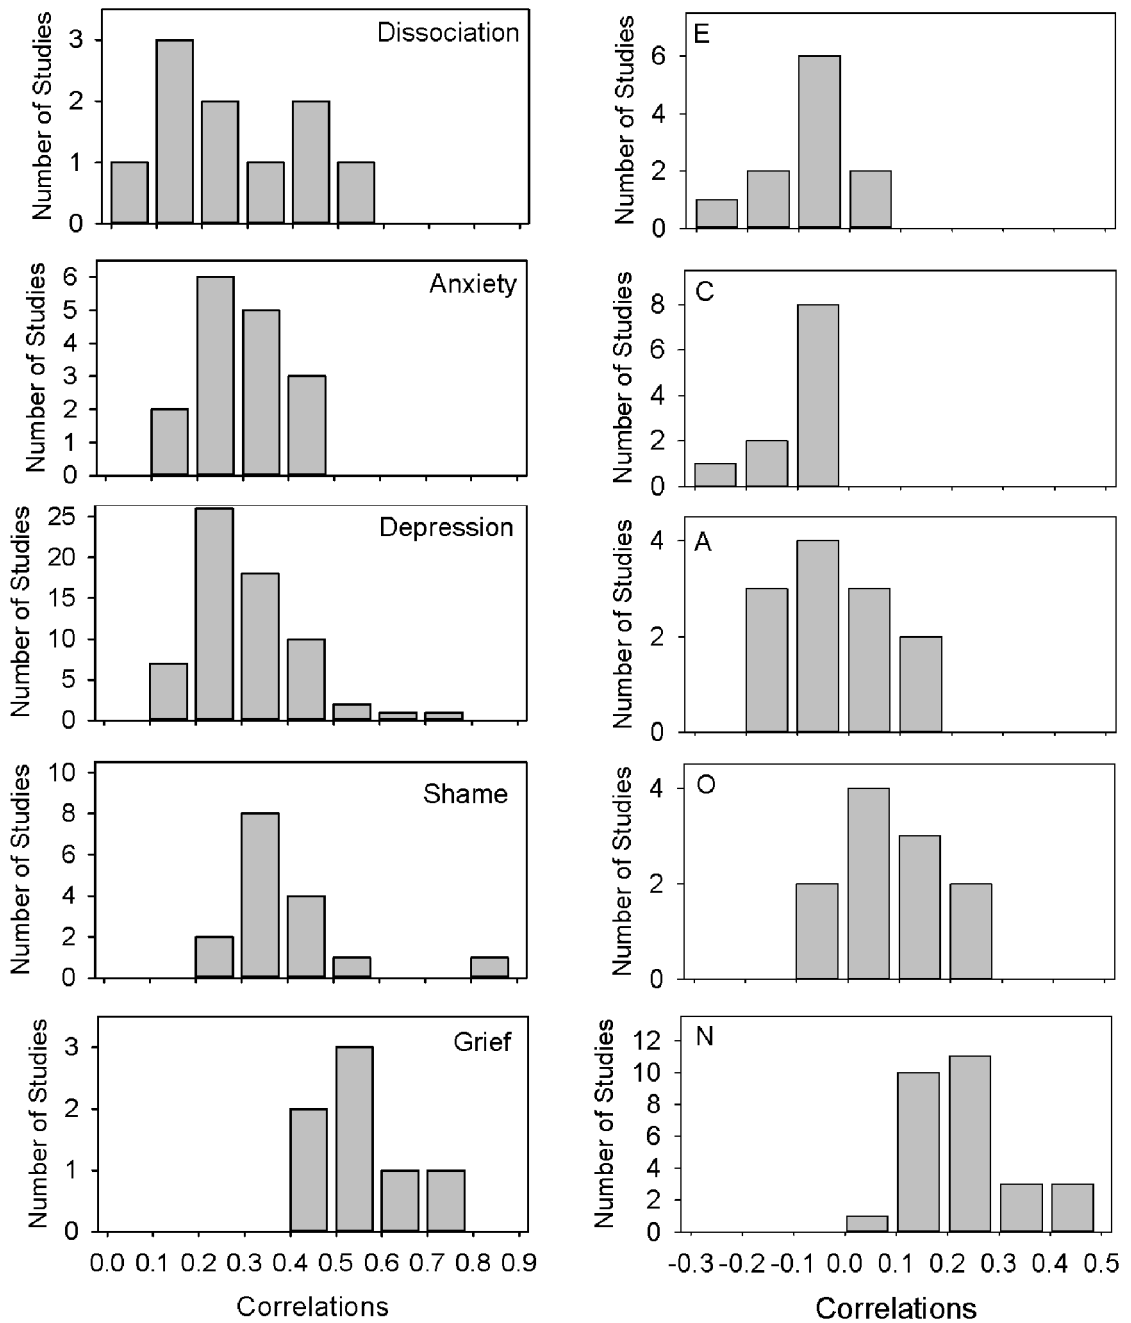 Dissociation
Number of Studies
3
2
1
0
Anxiety
Number of Studies
6
5
4
3
2
1
0
Depression
Number of Studies
25
20
15
10
5
0
Shame
Number of Studies
10
8
6
4
2
0
Grief
Number of Studies
3
2
1
0
0.0 0.1 0.2 0.3 0.4 0.5 0.6 0.7 0.8 0.9
Correlations
E
Number of Studies
6
4
2
0
C
Number of Studies
8
6
4
2
0
A
Number of Studies
4
2
0
O
Number of Studies
4
2
0
N
Number of Studies
12
10
8
6
4
2
0
-0.3 -0.2 -0.1 0.0 0.1 0.2 0.3 0.4 0.5
Correlations